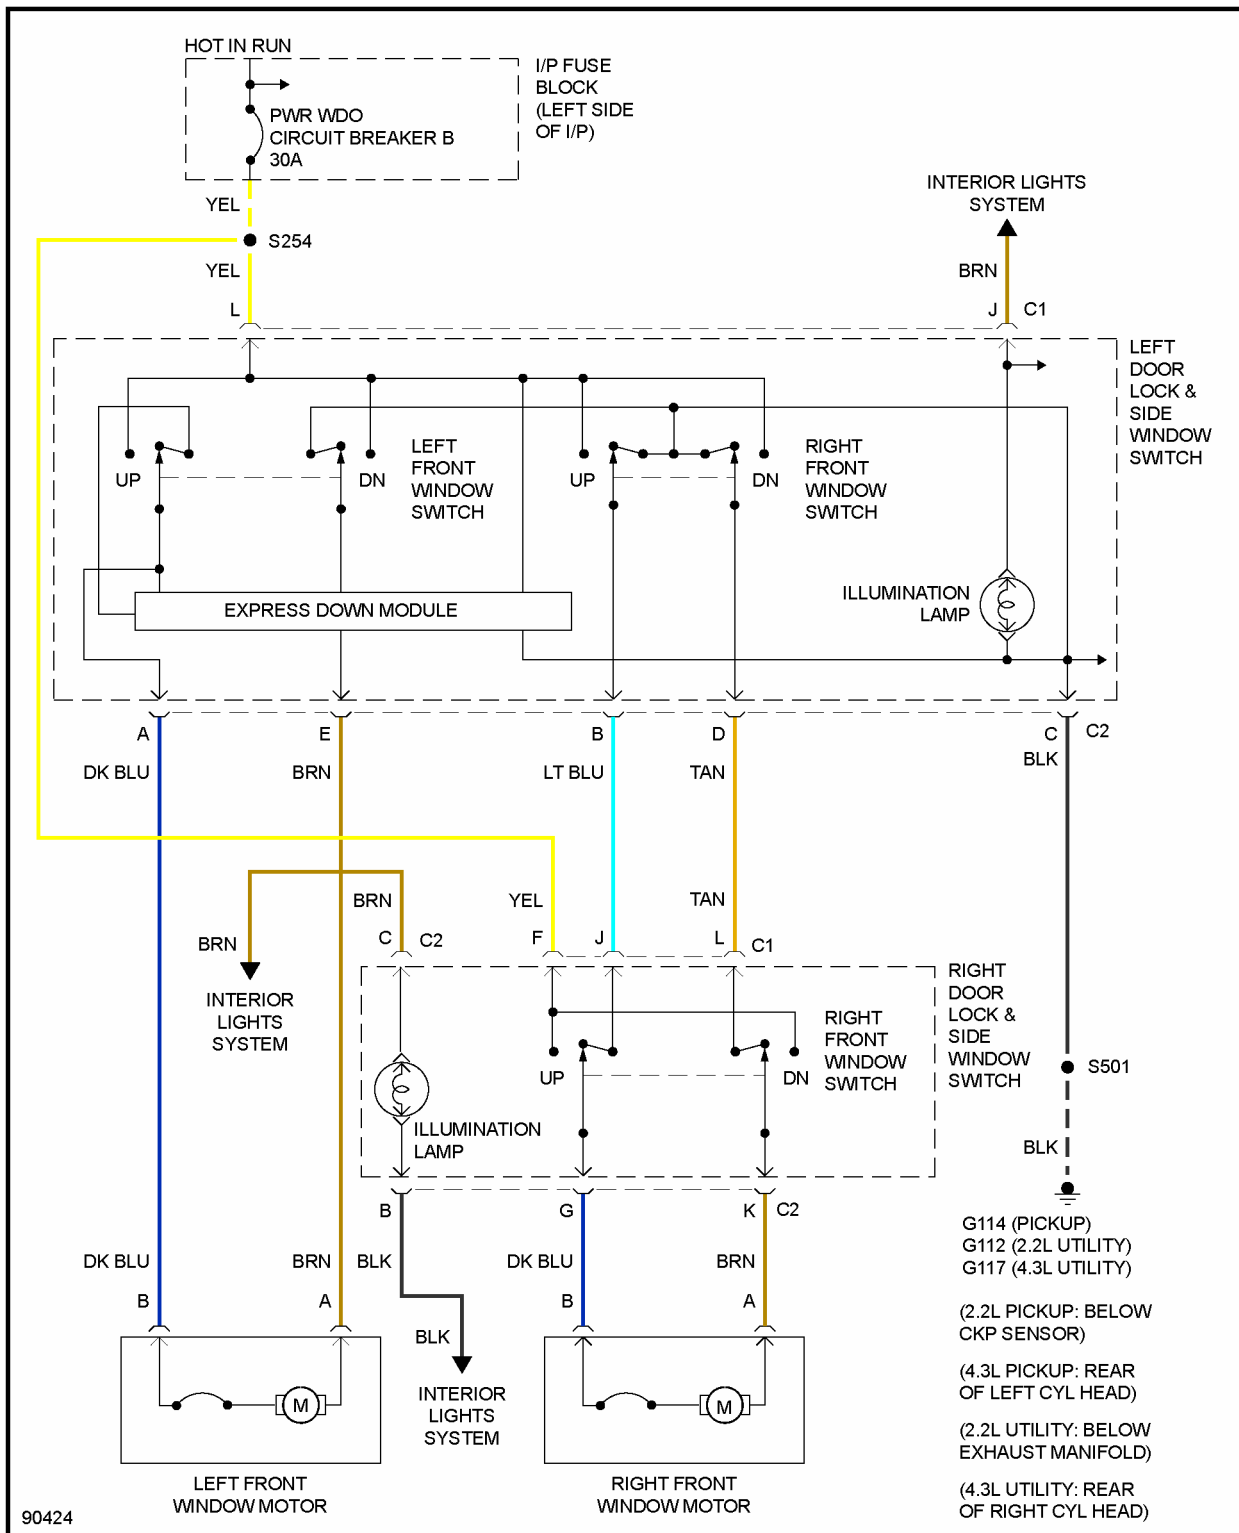 HOT IN RUN
I/P FUSE
BLOCK
(LEFT SIDE
OF I/P)
PWR WDO
CIRCUIT BREAKER B
30A
YEL
S254
YEL
L
INTERIOR LIGHTS
SYSTEM
BRN
J
C1
LEFT
DOOR
LOCK &
SIDE
WINDOW
SWITCH
UP
DN
LEFT
FRONT
WINDOW
SWITCH
UP
DN
RIGHT
FRONT
WINDOW
SWITCH
EXPRESS DOWN MODULE
ILLUMINATION
LAMP
A
E
B
D
C
C2
DK BLU
BRN
LT BLU
TAN
BLK
BRN
YEL
TAN
BRN
C
C2
F
J
L
C1
INTERIOR
LIGHTS
SYSTEM
RIGHT
DOOR
LOCK &
SIDE
WINDOW
SWITCH
RIGHT
FRONT
WINDOW
SWITCH
UP
DN
S501
ILLUMINATION
LAMP
BLK
B
G
K
C2
G114 (PICKUP)
G112 (2.2L UTILITY)
G117 (4.3L UTILITY)
DK BLU
BRN
BLK
DK BLU
BRN
B
A
B
A
(2.2L PICKUP: BELOW
CKP SENSOR)
BLK
(4.3L PICKUP: REAR
OF LEFT CYL HEAD)
M
INTERIOR
LIGHTS
SYSTEM
M
(2.2L UTILITY: BELOW
EXHAUST MANIFOLD)
LEFT FRONT
WINDOW MOTOR
RIGHT FRONT
WINDOW MOTOR
(4.3L UTILITY: REAR
OF RIGHT CYL HEAD)
90424